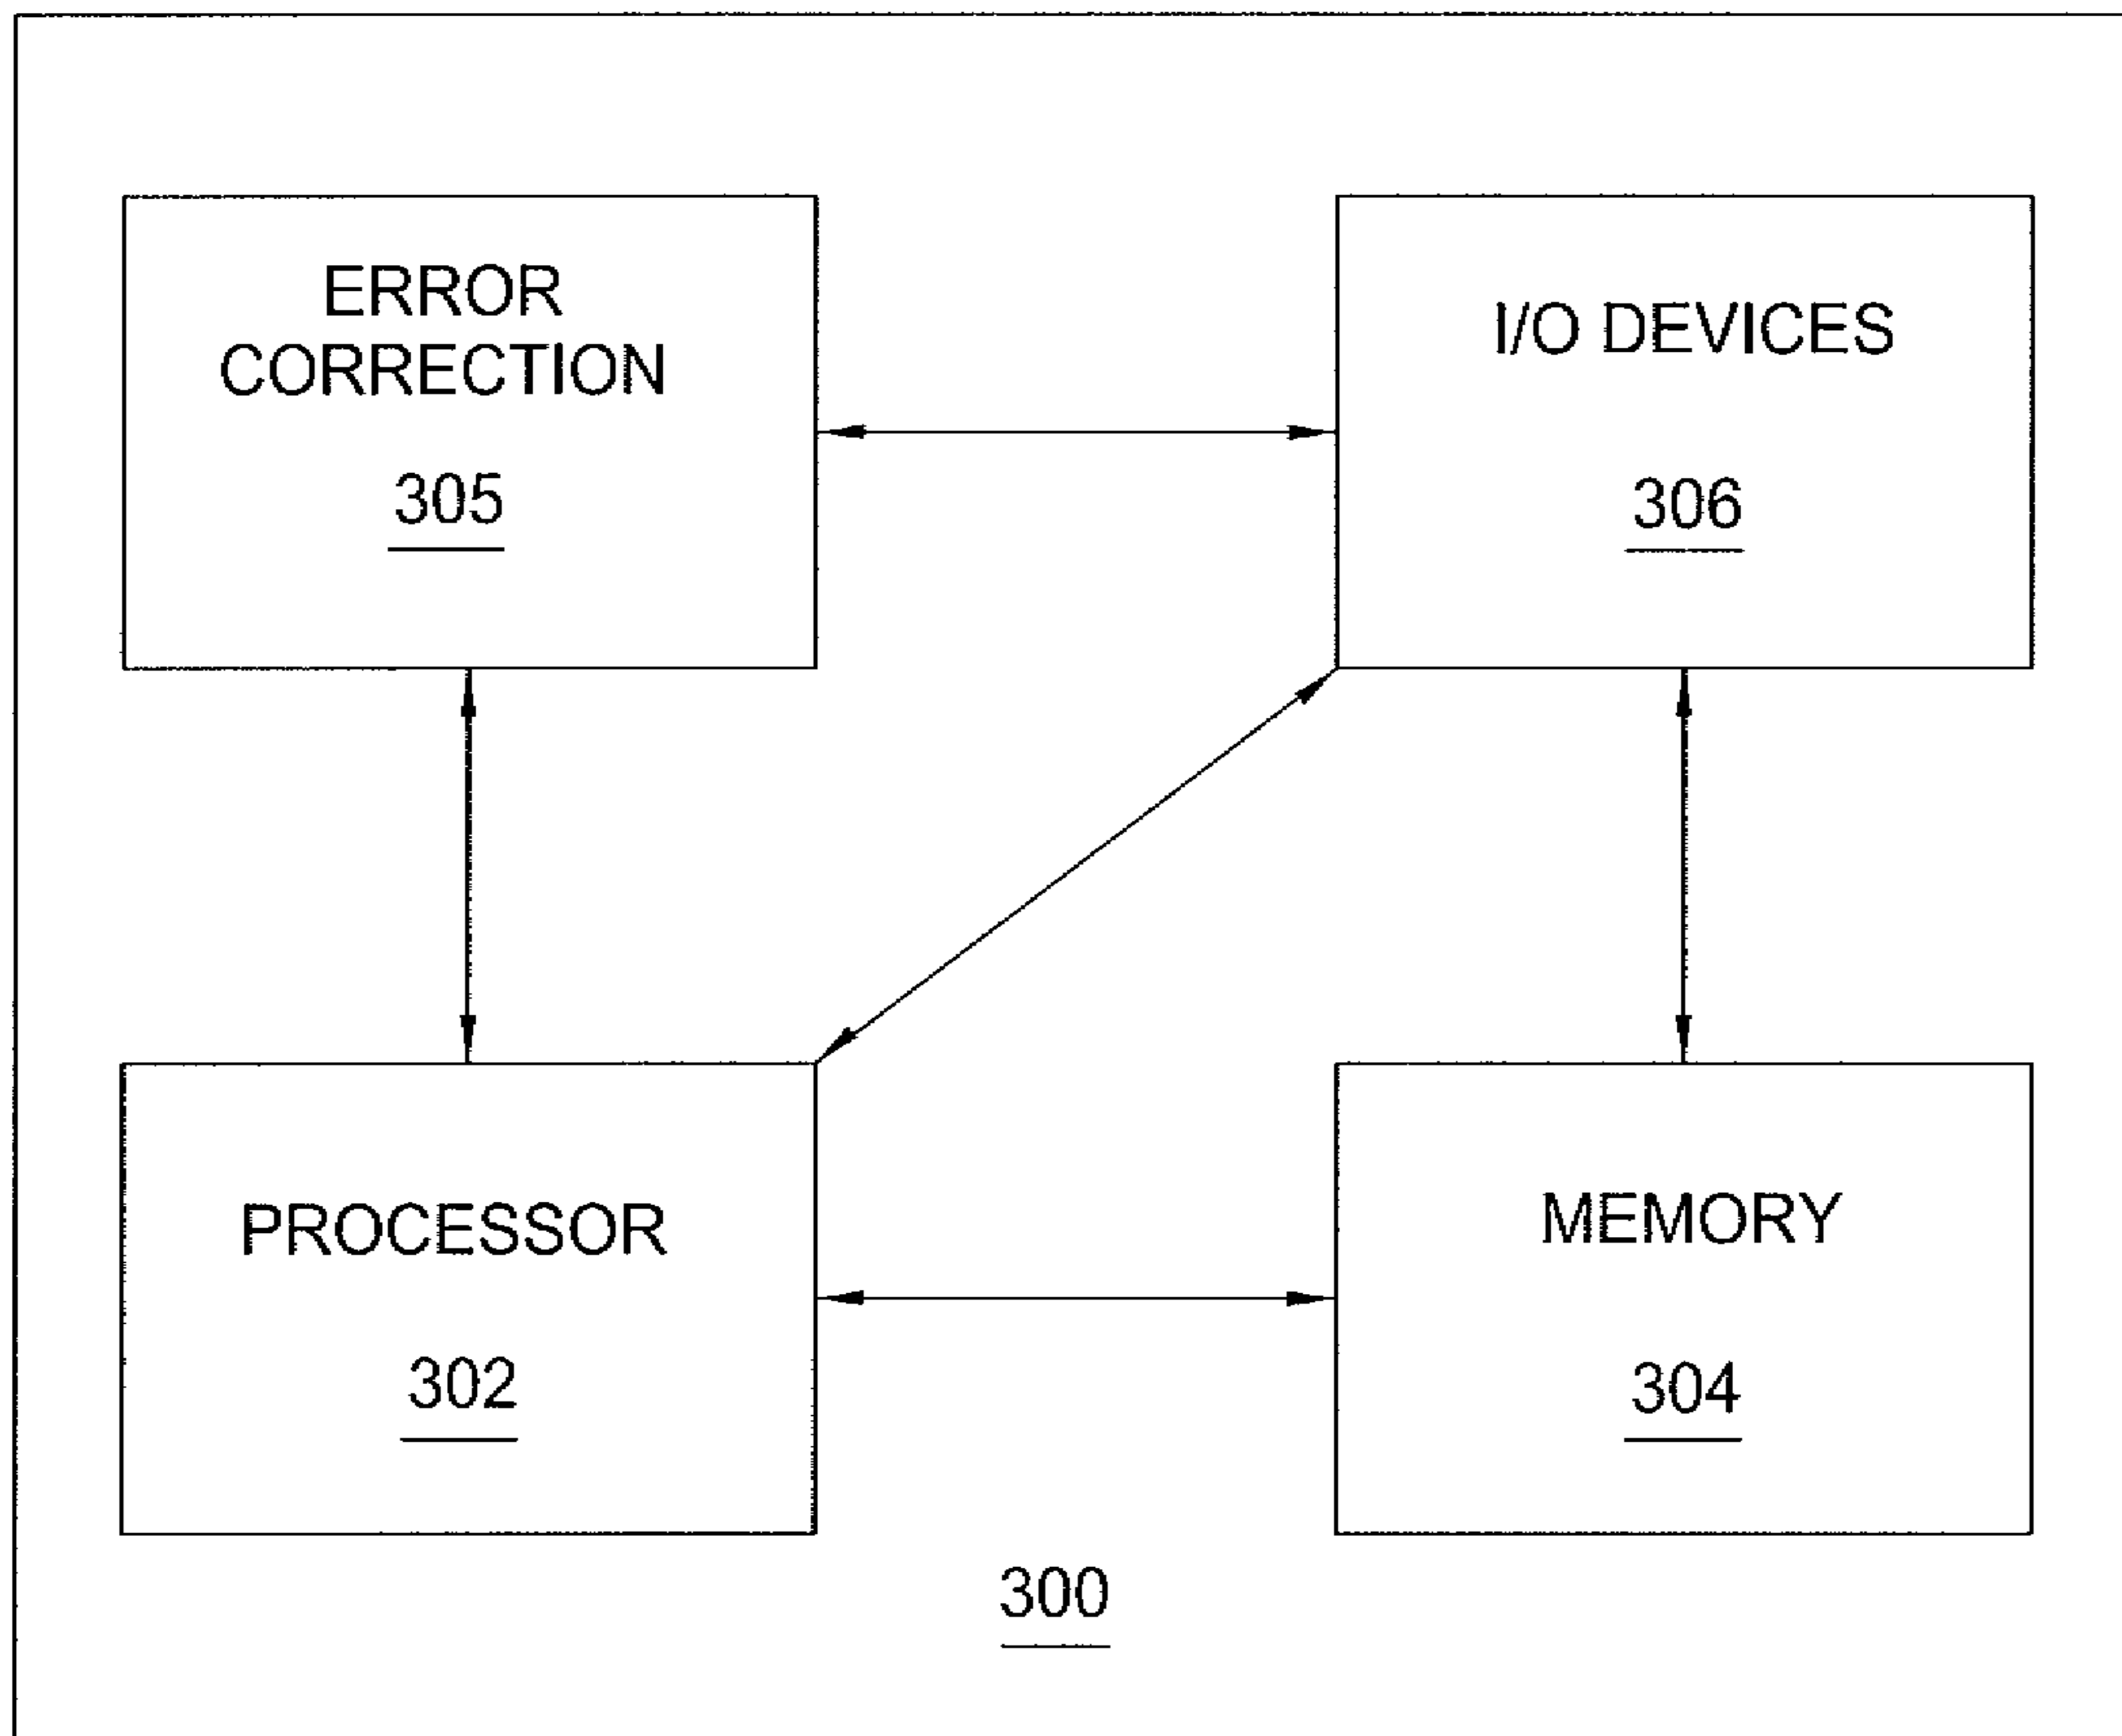 ERROR
CORRECTION
305
I/O DEVICES
306
PROCESSOR
302
MEMORY
304
300